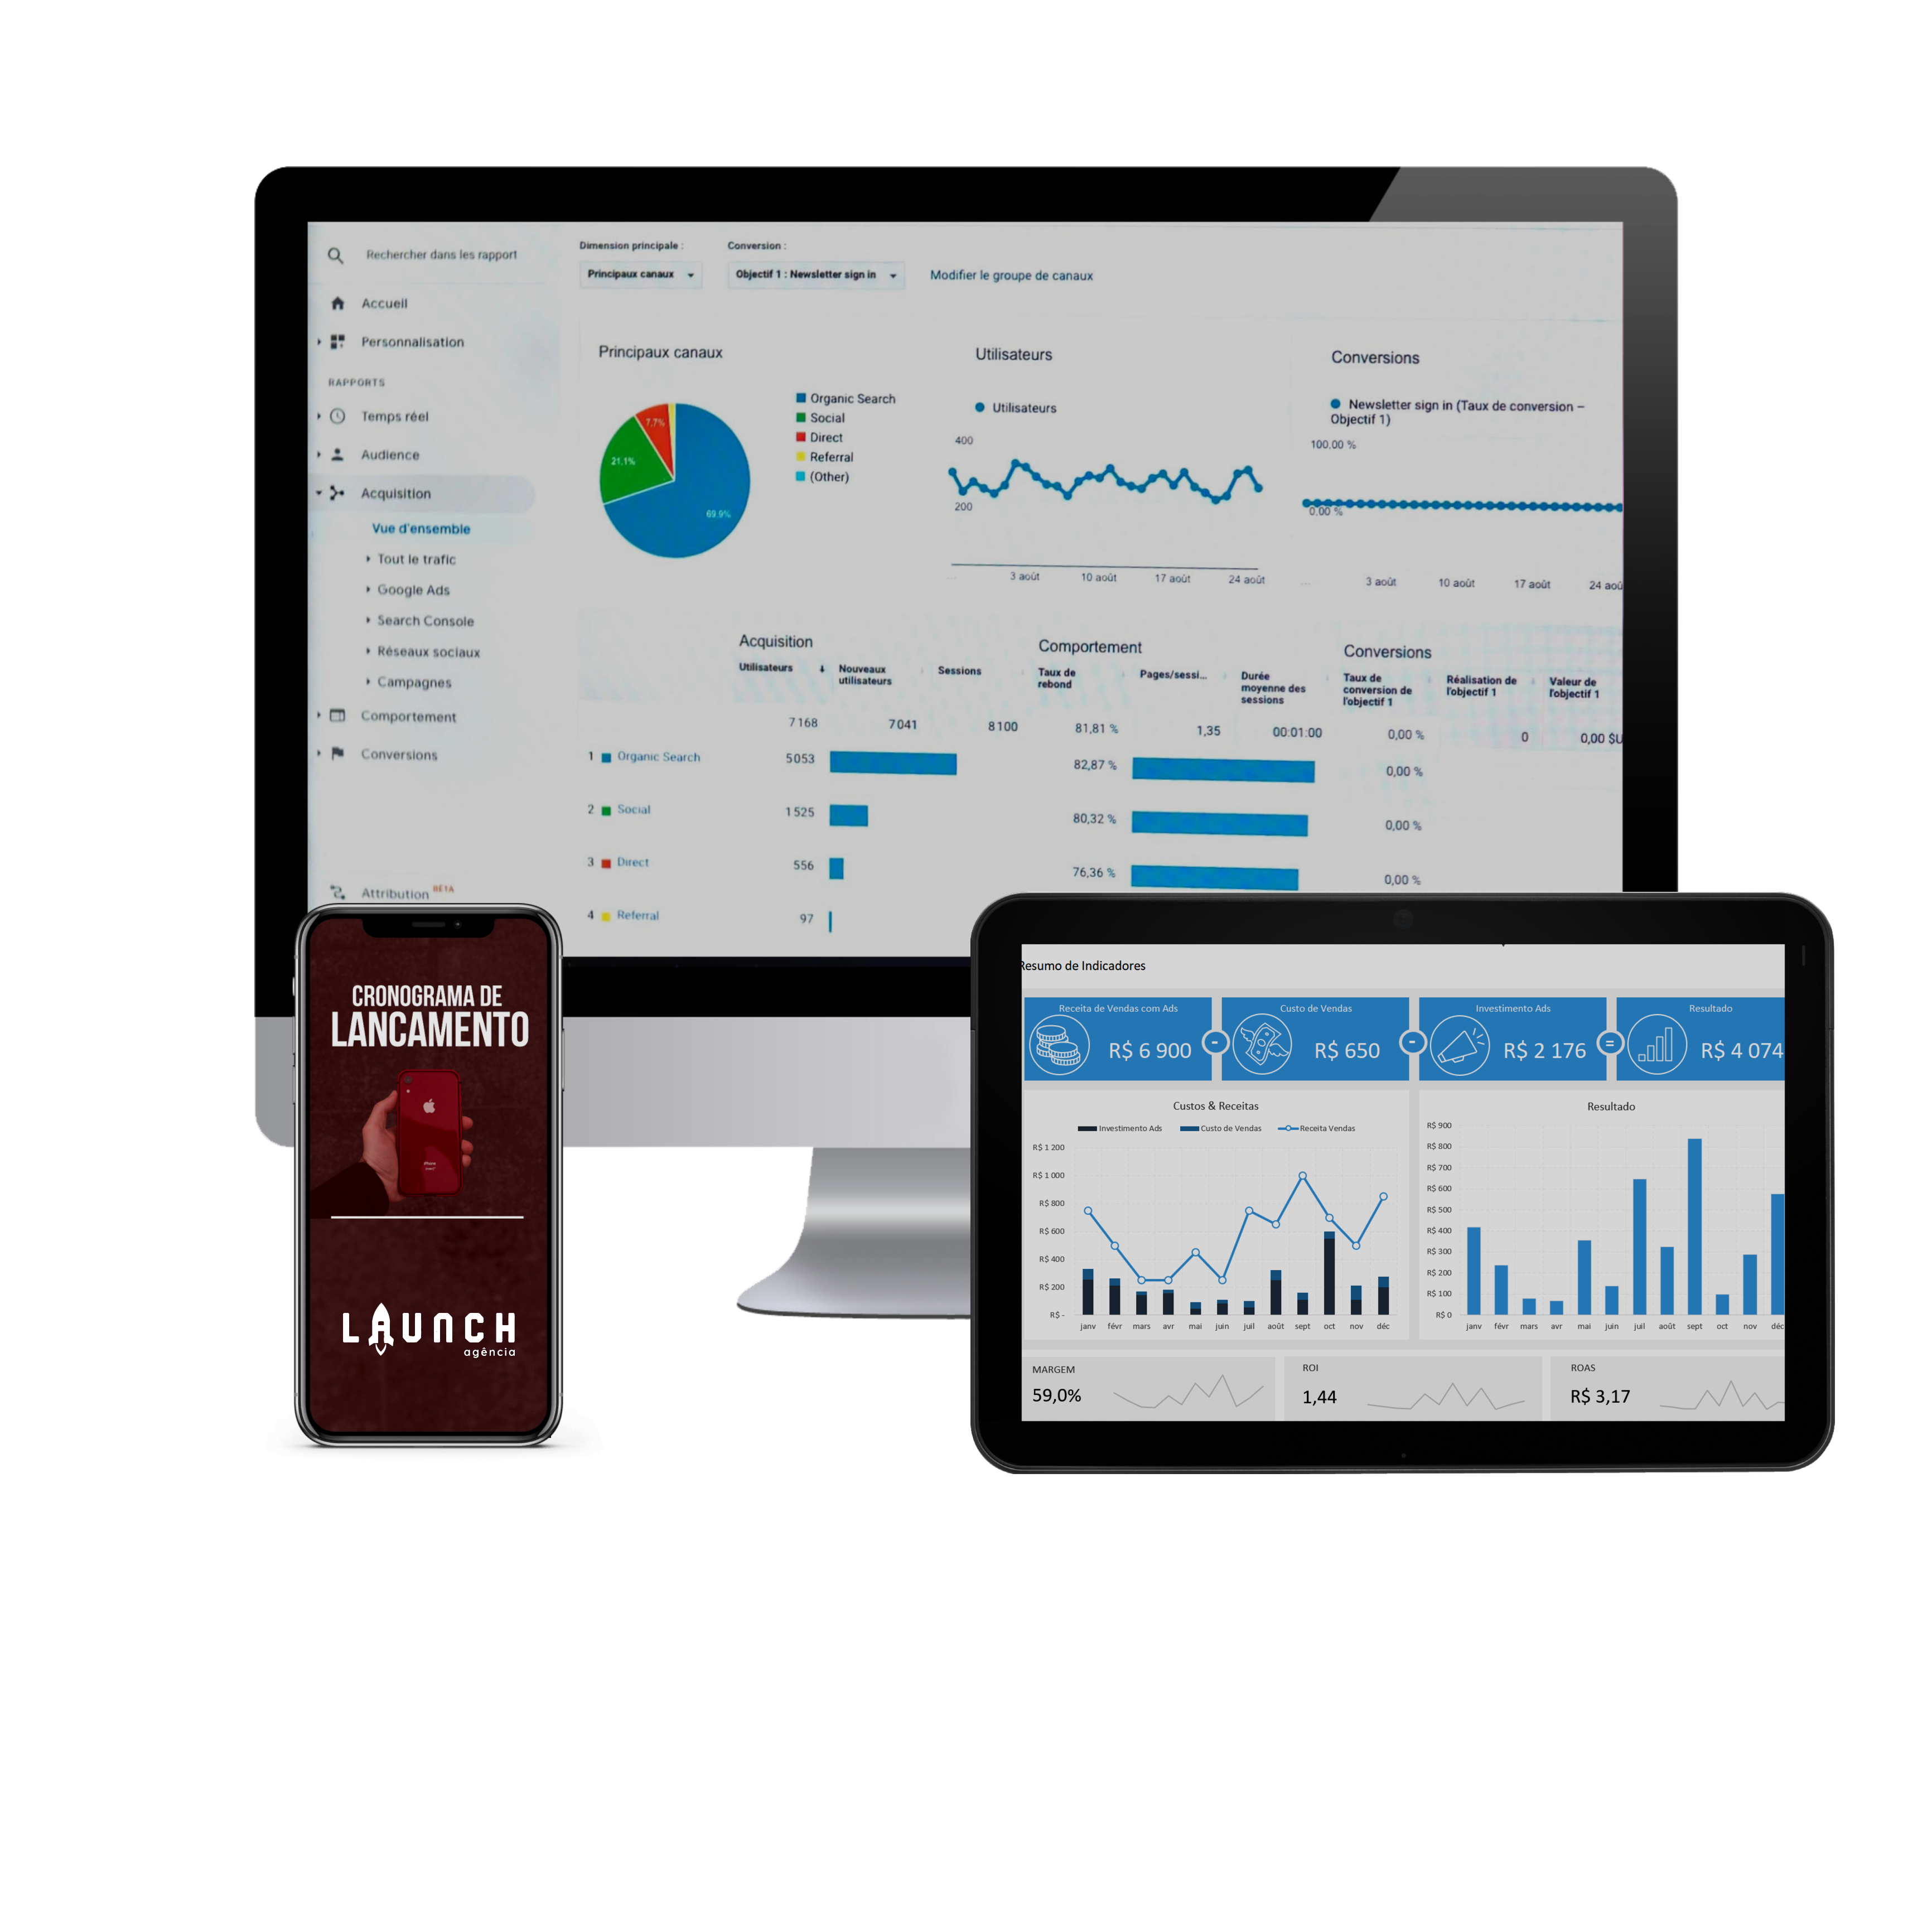 Rechercher dans les rapport
Accueil
Personnalisation
RAPPORTS
Temps réel
Audience
Acquisition
Vue d'ensemble
Tout le trafic
Google Ads
Search Console
Réseaux sociaux
Campagnes
Comportement
Conversions
Attribution BÊTA
Dimension principale :
Conversion :
Principaux canaux
Objectif 1 : Newsletter sign in
Modifier le groupe de canaux
Principaux canaux
7,7%
21,1%
69,9%
Organic Search
Social
Direct
Referral
(Other)
Utilisateurs
Utilisateurs
400
200
3 août 10 août 17 août 24 août
Conversions
Newsletter sign in (Taux de conversion –
Objectif 1)
100,00 %
0,00 %
3 août 10 août 17 août 24 aoû
Acquisition Comportement Conversions
Utilisateurs
Nouveaux
utilisateurs
Sessions
Taux de
rebond
Pages/sessi...
Durée
moyenne des
sessions
Taux de
conversion de
l'objectif 1
Réalisation de
l'objectif 1
Valeur de
l'objectif 1
7 168 7 041 8 100 81,81 % 1,35 00:01:00 0,00 % 0 0,00 $U
1 Organic Search 5 053 82,87 % 0,00 %
2 Social 1 525 80,32 % 0,00 %
3 Direct 556 76,36 % 0,00 %
4 Referral 97
CRONOGRAMA DE
LANCAMENTO
iPhone
LAUNCH
agência
Resumo de Indicadores
Receita de Vendas com Ads
R$ 6 900
-
Custo de Vendas
R$ 650
-
Investimento Ads
R$ 2 176
=
Resultado
R$ 4 074
Custos & Receitas
Investimento Ads Custo de Vendas Receita Vendas
R$ 1 200
R$ 1 000
R$ 800
R$ 600
R$ 400
R$ 200
R$ -
janv févr mars avr mai juin juil août sept oct nov déc
Resultado
R$ 900
R$ 800
R$ 700
R$ 600
R$ 500
R$ 400
R$ 300
R$ 200
R$ 100
R$ 0
janv févr mars avr mai juin juil août sept oct nov déc
MARGEM
59,0%
ROI
1,44
ROAS
R$ 3,17